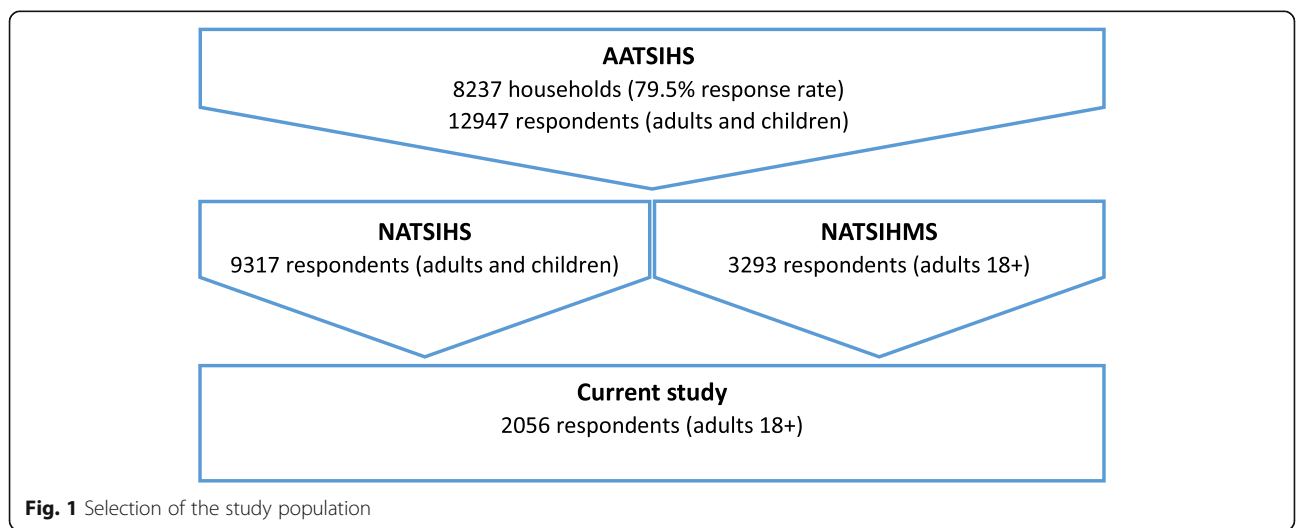 AATSIHS
8237 households (79.5% response rate)
12947 respondents (adults and children)
NATSIHS
9317 respondents (adults and children)
NATSIHMS
3293 respondents (adults 18+)
Current study
2056 respondents (adults 18+)
Fig. 1 Selection of the study population